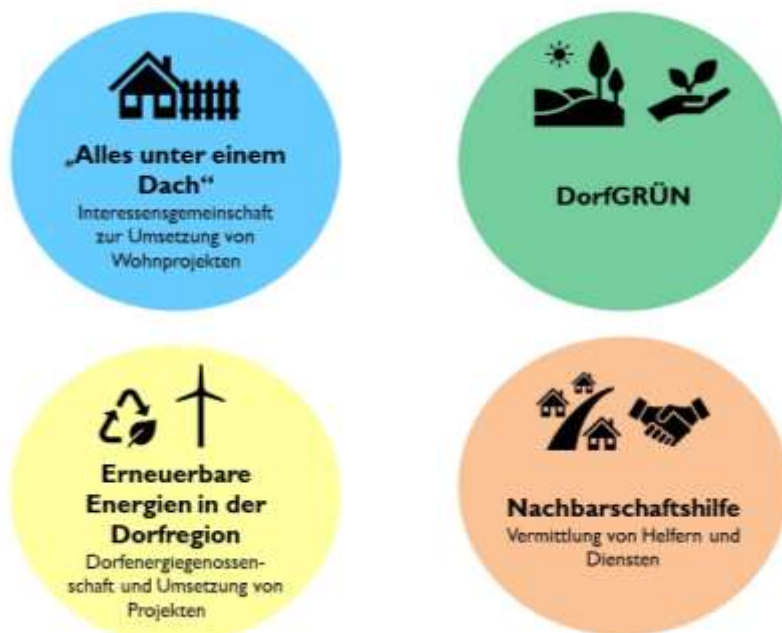 „Alles unter einem
Dach“
Interessensgemeinschaft
zur Umsetzung von
Wohnprojekten
DorfGRÜN
Erneuerbare
Energien in der
Dorfregion
Dorfenergiegenossen-
schaft und Umsetzung von
Projekten
Nachbarschaftshilfe
Vermittlung von Helfern und
Diensten